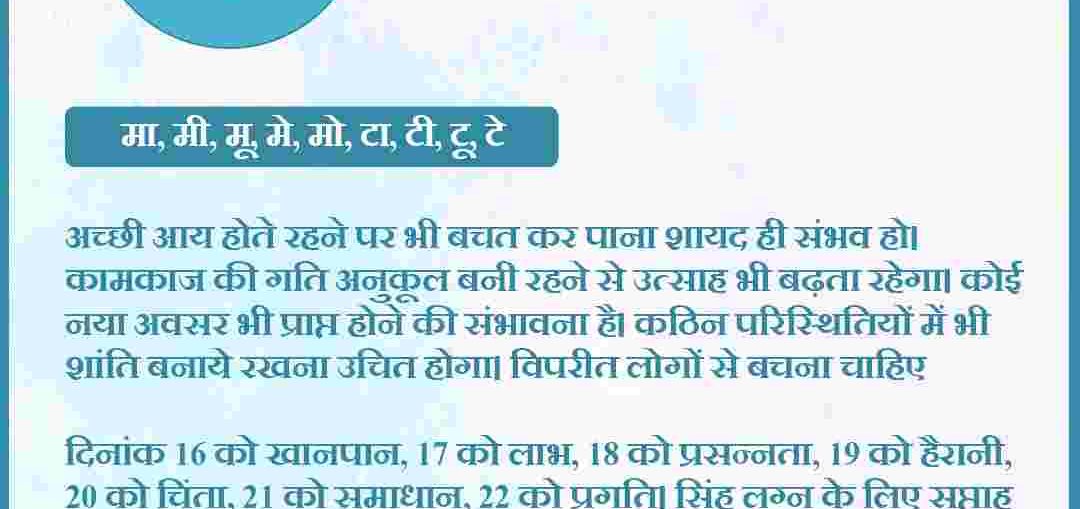 मा, मी, मू, मे, मो, टा, टी, टू, टे
अच्छी आय होते रहने पर भी बचत कर पाना शायद ही संभव हो।
कामकाज की गति अनुकूल बनी रहने से उत्साह भी बढ़ता रहेगा। कोई
नया अवसर भी प्राप्त होने की संभावना है। कठिन परिस्थितियों में भी
शांति बनाये रखना उचित होगा। विपरीत लोगों से बचना चाहिए
दिनांक 16 को खानपान, 17 को लाभ, 18 को प्रसन्नता, 19 को हैरानी,
20 को चिंता, 21 को समाधान, 22 को प्रगति। सिंह लग्न के लिए सप्ताह